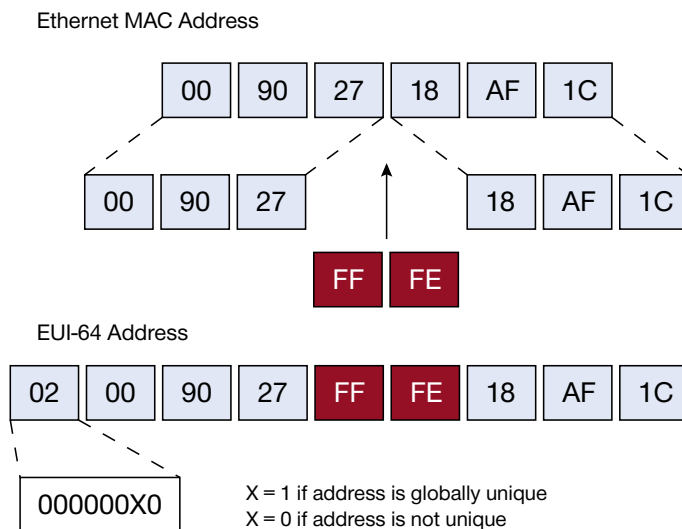 Ethernet MAC Address
00 90 27 18 AF 1C
00 90 27 18 AF 1C
FF FE
EUI-64 Address
02 00 90 27 FF FE 18 AF 1C
000000X0
X = 1 if address is globally unique
X = 0 if address is not unique